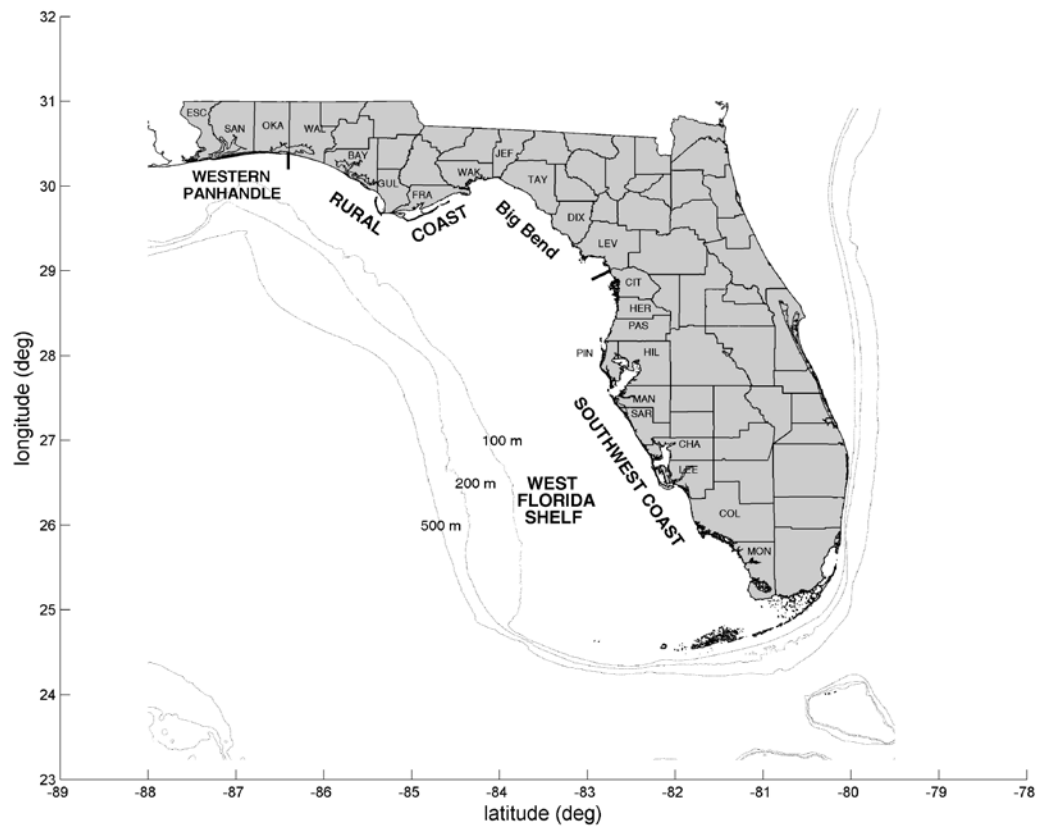 32
31
30
29
28
27
26
25
24
23
longitude (deg)
ESC
SAN
OKA
WAL
BAY
GUL
FRA
WAK
JEF
TAY
DIX
LEV
CIT
HER
PAS
PIN
HIL
MAN
SAR
CHA
LEE
COL
MON
WESTERN
PANHANDLE
RURAL
COAST
Big Bend
SOUTHWEST COAST
WEST
FLORIDA
SHELF
100 m
200 m
500 m
-89
-88
-87
-86
-85
-84
-83
-82
-81
-80
-79
-78
latitude (deg)